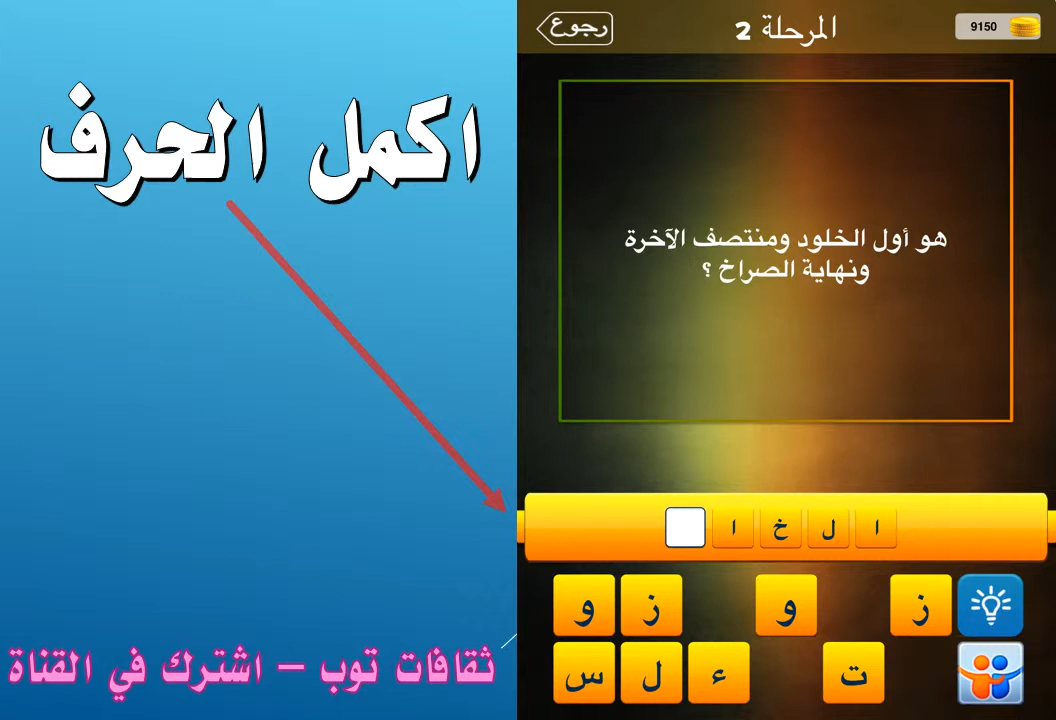 اكمل الحرف
ثقافات توب – اشترك في القناة
رجوع
المرحلة 2
9150
هو أول الخلود ومنتصف الآخرة
ونهاية الصراخ ؟
ا ل خ ا
ز و ز و
ت ء ل س